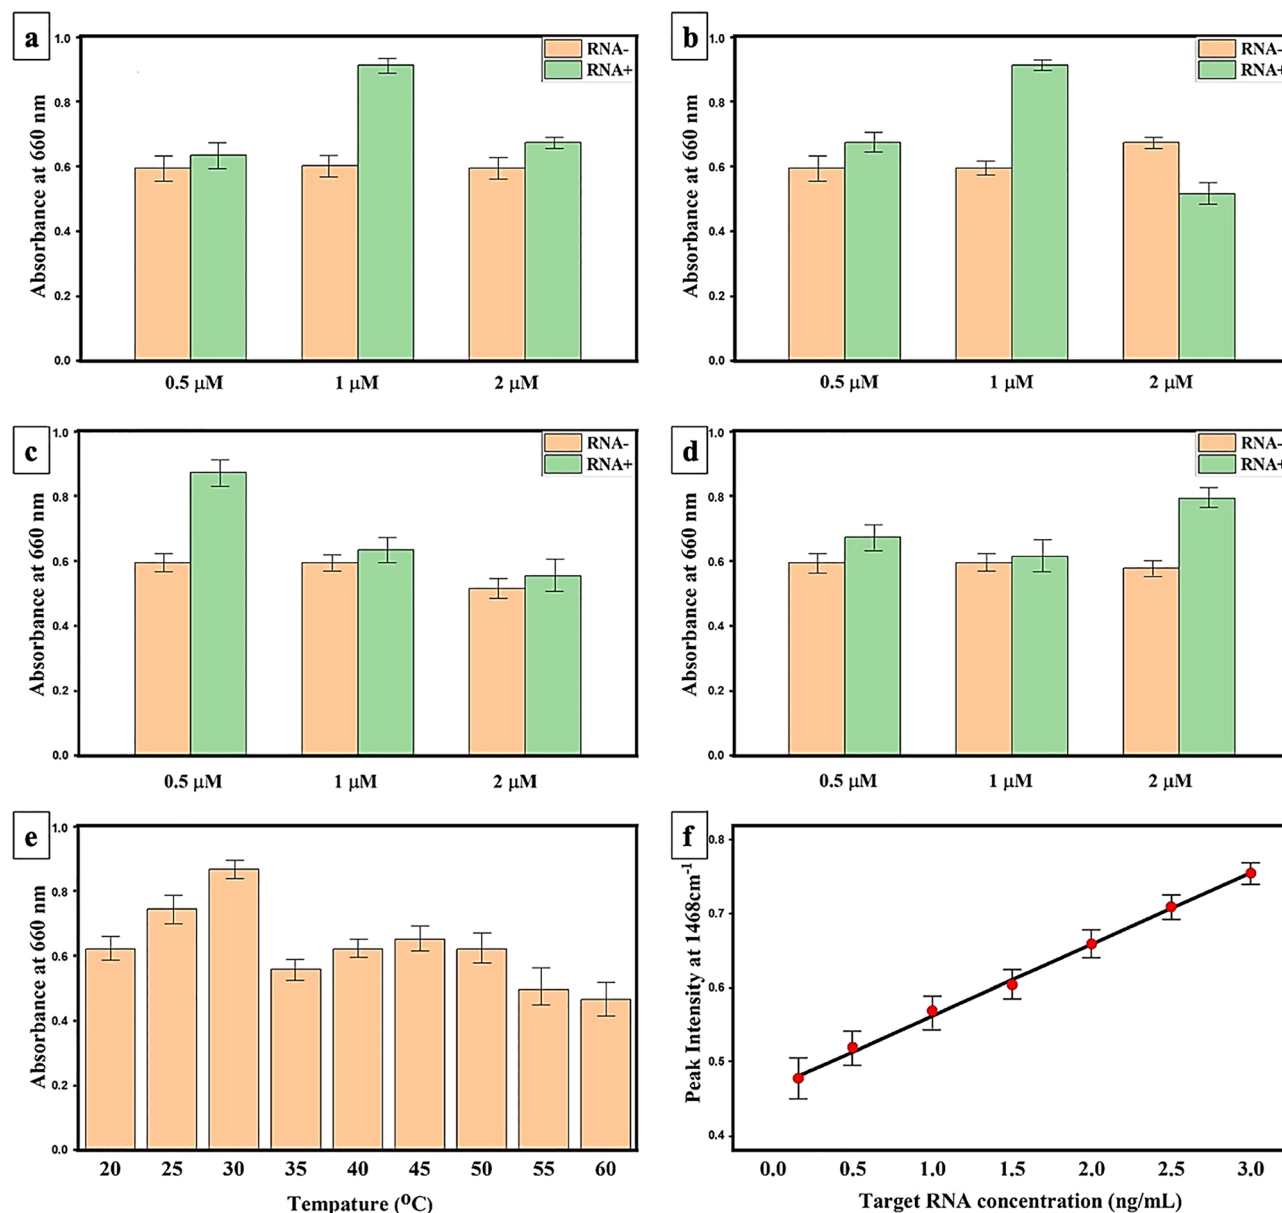 a
1.0
0.8
0.6
0.4
0.2
0.0
Absorbance at 660 nm
RNA-
RNA+
0.5 μM 1 μM 2 μM
b
1.0
0.8
0.6
0.4
0.2
0.0
Absorbance at 660 nm
RNA-
RNA+
0.5 μM 1 μM 2 μM
c
1.0
0.8
0.6
0.4
0.2
0.0
Absorbance at 660 nm
RNA-
RNA+
0.5 μM 1 μM 2 μM
d
1.0
0.8
0.6
0.4
0.2
0.0
Absorbance at 660 nm
RNA-
RNA+
0.5 μM 1 μM 2 μM
e
1.0
0.8
0.6
0.4
0.2
0.0
Absorbance at 660 nm
20 25 30 35 40 45 50 55 60
Tempature (⁰C)
f
0.8
0.7
0.6
0.5
0.4
Peak Intensity at 1468cm⁻¹
0.0 0.5 1.0 1.5 2.0 2.5 3.0
Target RNA concentration (ng/mL)